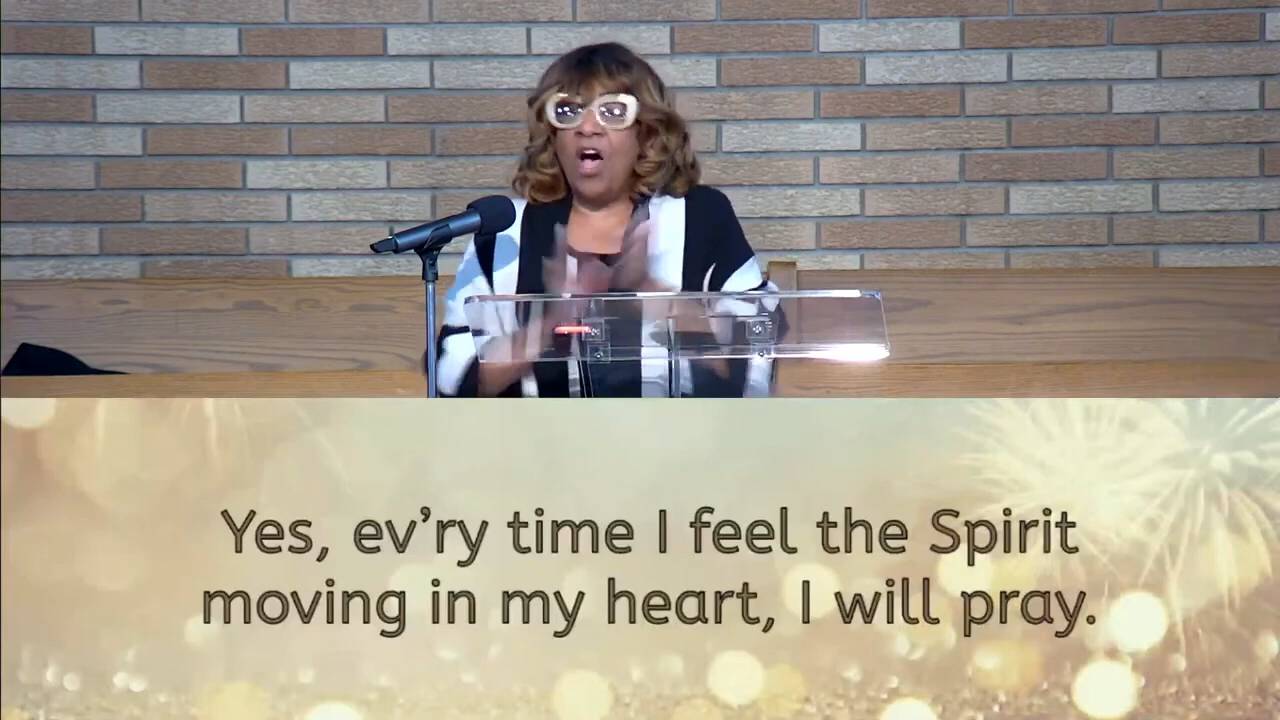 Yes, ev’ry time I feel the Spirit
moving in my heart, I will pray.